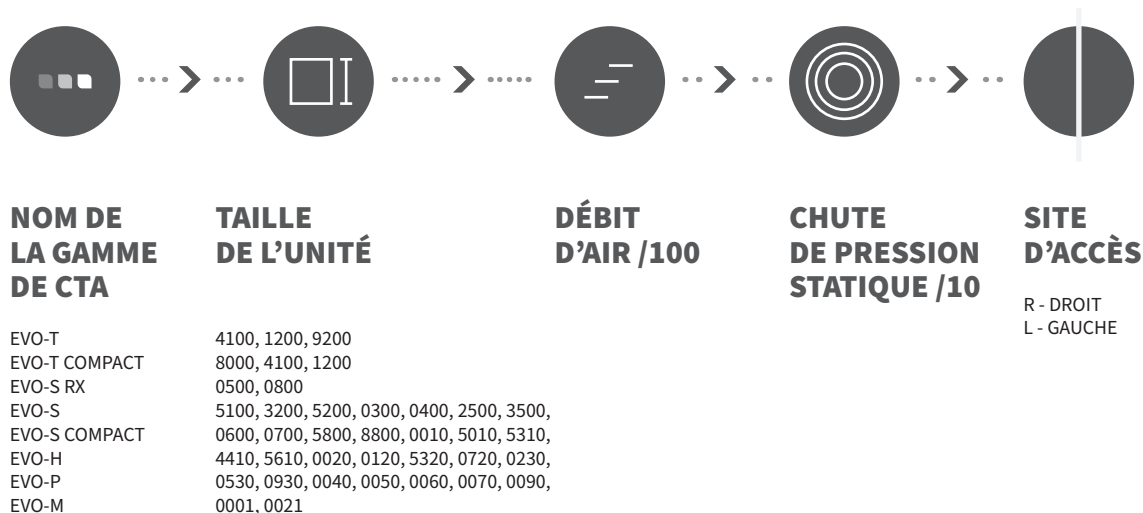 NOM DE
LA GAMME
DE CTA
EVO-T
EVO-T COMPACT
EVO-S RX
EVO-S
EVO-S COMPACT
EVO-H
EVO-P
EVO-M
TAILLE
DE L'UNITÉ
4100, 1200, 9200
8000, 4100, 1200
0500, 0800
5100, 3200, 5200, 0300, 0400, 2500, 3500,
0600, 0700, 5800, 8800, 0010, 5010, 5310,
4410, 5610, 0020, 0120, 5320, 0720, 0230,
0530, 0930, 0040, 0050, 0060, 0070, 0090,
0001, 0021
DÉBIT
D'AIR /100
CHUTE
DE PRESSION
STATIQUE /10
SITE
D'ACCÈS
R - DROIT
L - GAUCHE